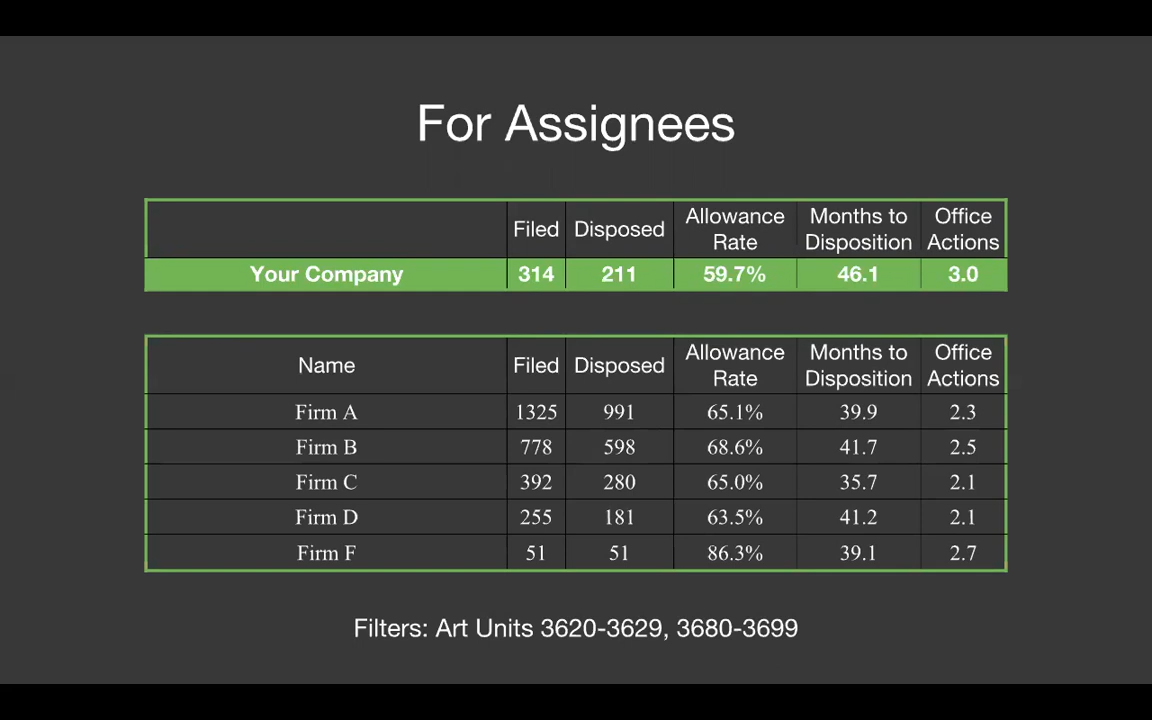 For Assignees
Filed Disposed Allowance Rate Months to Disposition Office Actions
Your Company 314 211 59.7% 46.1 3.0
Name Filed Disposed Allowance Rate Months to Disposition Office Actions
Firm A 1325 991 65.1% 39.9 2.3
Firm B 778 598 68.6% 41.7 2.5
Firm C 392 280 65.0% 35.7 2.1
Firm D 255 181 63.5% 41.2 2.1
Firm F 51 51 86.3% 39.1 2.7
Filters: Art Units 3620-3629, 3680-3699